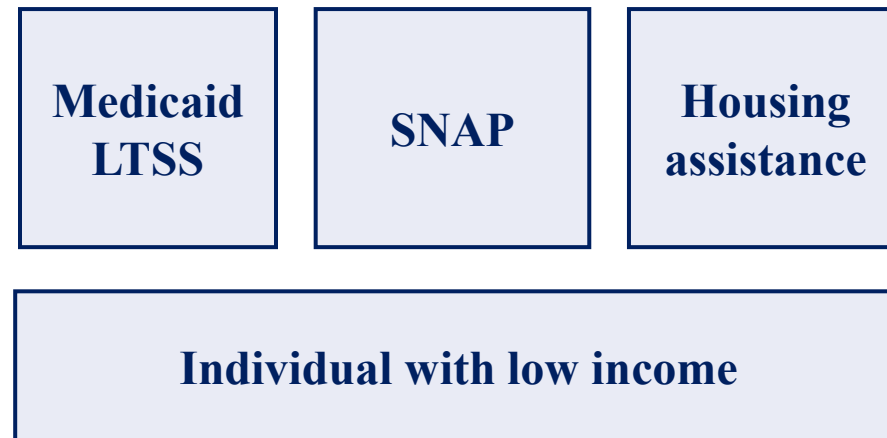 Medicaid
LTSS
SNAP
Housing
assistance
Individual with low income